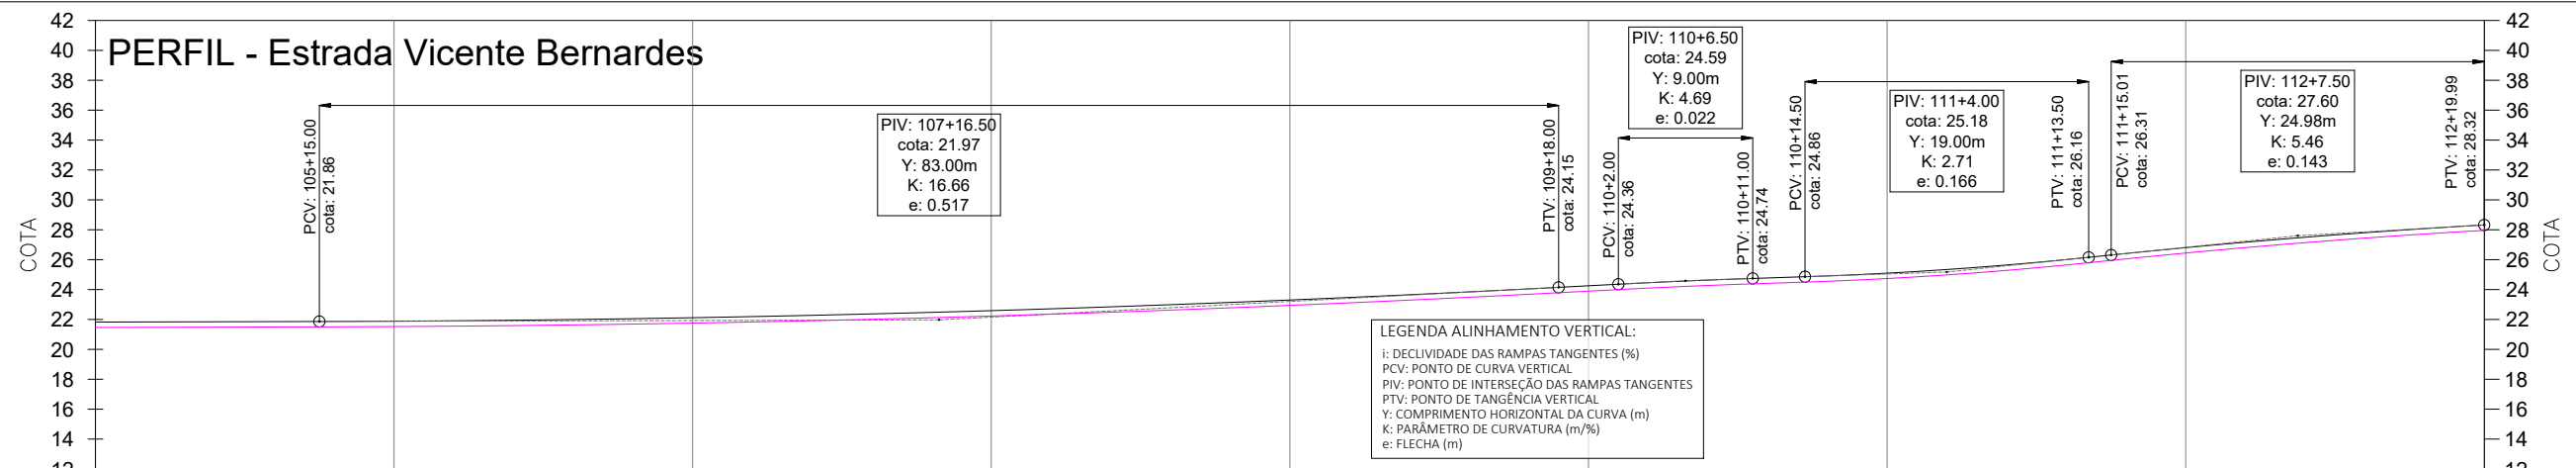 PERFIL - Estrada Vicente Bernardes
COTA
42
40
38
36
34
32
30
28
26
24
22
20
18
16
14
12
PCV: 105+15.00
cota: 21.86
PIV: 107+16.50
cota: 21.97
Y: 83.00m
K: 16.66
e: 0.517
PTV: 109+18.00
cota: 24.15
PCV: 110+2.00
cota: 24.36
PIV: 110+6.50
cota: 24.59
Y: 9.00m
K: 4.69
e: 0.022
PTV: 110+11.00
cota: 24.74
PCV: 110+14.50
cota: 24.86
PIV: 111+4.00
cota: 25.18
Y: 19.00m
K: 2.71
e: 0.166
PTV: 111+13.50
cota: 26.16
PCV: 111+15.01
cota: 26.31
PIV: 112+7.50
cota: 27.60
Y: 24.98m
K: 5.46
e: 0.143
PTV: 112+19.99
cota: 28.32
LEGENDA ALINHAMENTO VERTICAL:
i: DECLIVIDADE DAS RAMPAS TANGENTES (%)
PCV: PONTO DE CURVA VERTICAL
PIV: PONTO DE INTERSEÇÃO DAS RAMPAS TANGENTES
PTV: PONTO DE TANGÊNCIA VERTICAL
Y: COMPRIMENTO HORIZONTAL DA CURVA (m)
K: PARÂMETRO DE CURVATURA (m/%)
e: FLECHA (m)
42
40
38
36
34
32
30
28
26
24
22
20
18
16
14
12
COTA